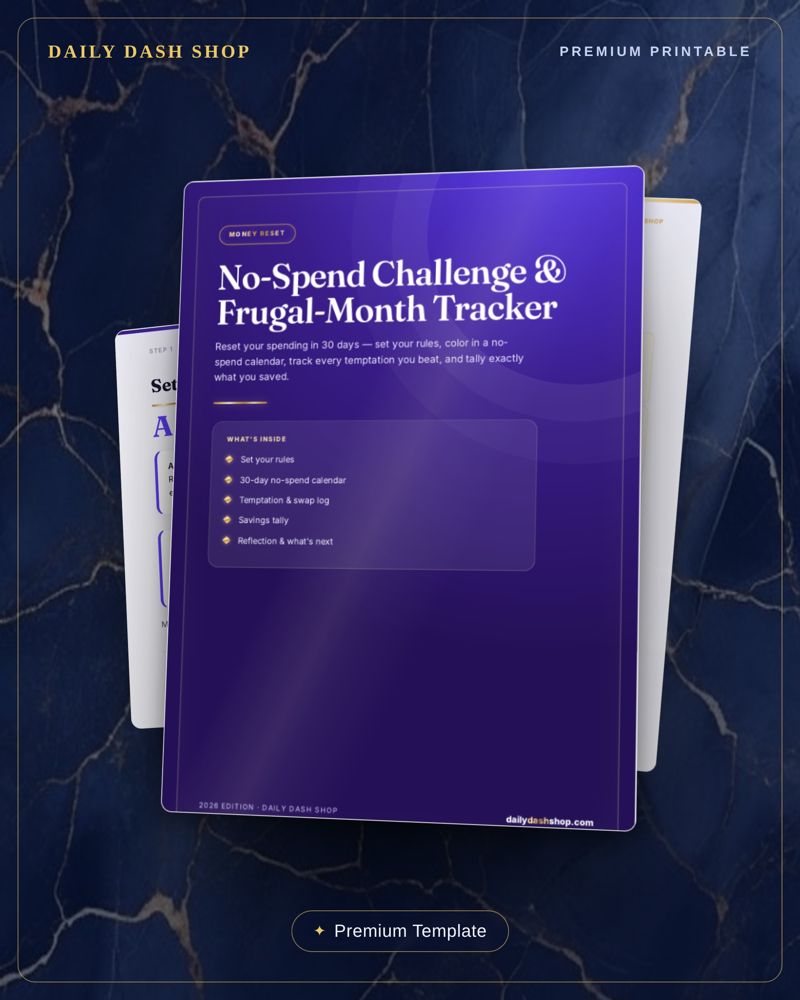 DAILY DASH SHOP
PREMIUM PRINTABLE
MONEY RESET
No-Spend Challenge &
Frugal-Month Tracker
Reset your spending in 30 days — set your rules, color in a no-
spend calendar, track every temptation you beat, and tally exactly
what you saved.
WHAT'S INSIDE
Set your rules
30-day no-spend calendar
Temptation & swap log
Savings tally
Reflection & what's next
2026 EDITION · DAILY DASH SHOP
dailydashshop.com
STEP 1
Set
A
SHOP
✦ Premium Template